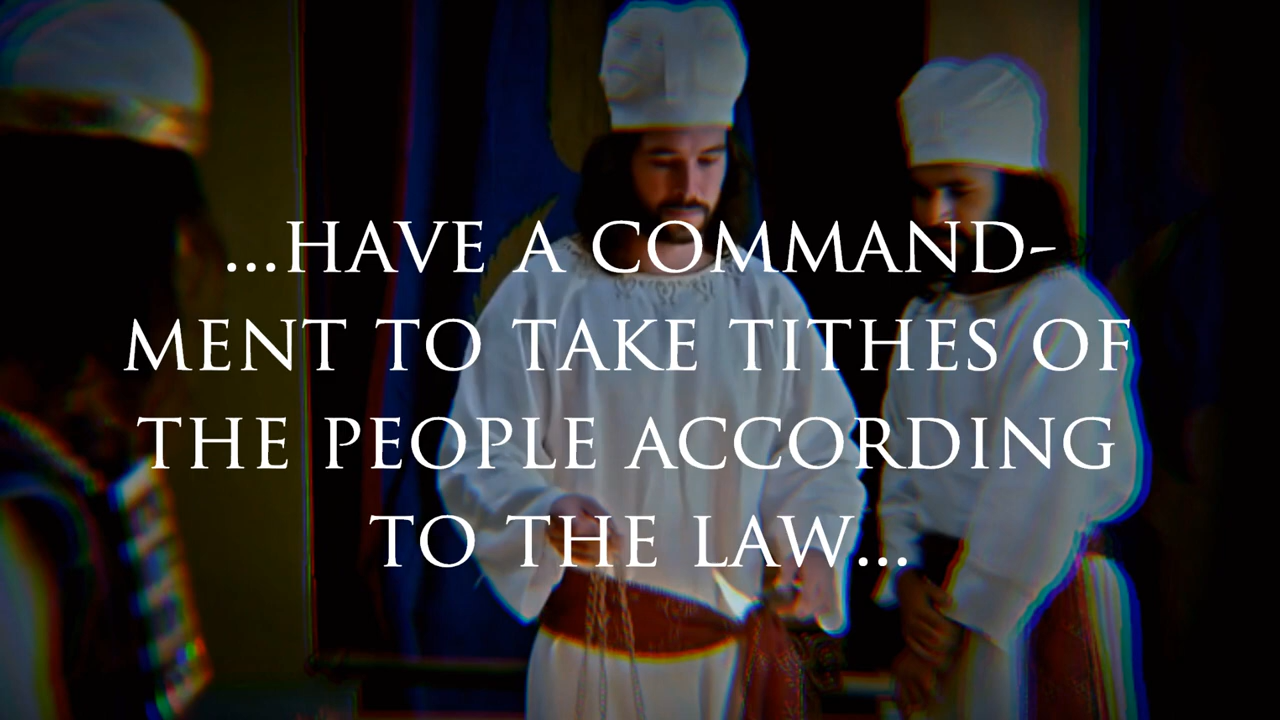 ...HAVE A COMMAND-
MENT TO TAKE TITHES OF
THE PEOPLE ACCORDING
TO THE LAW...